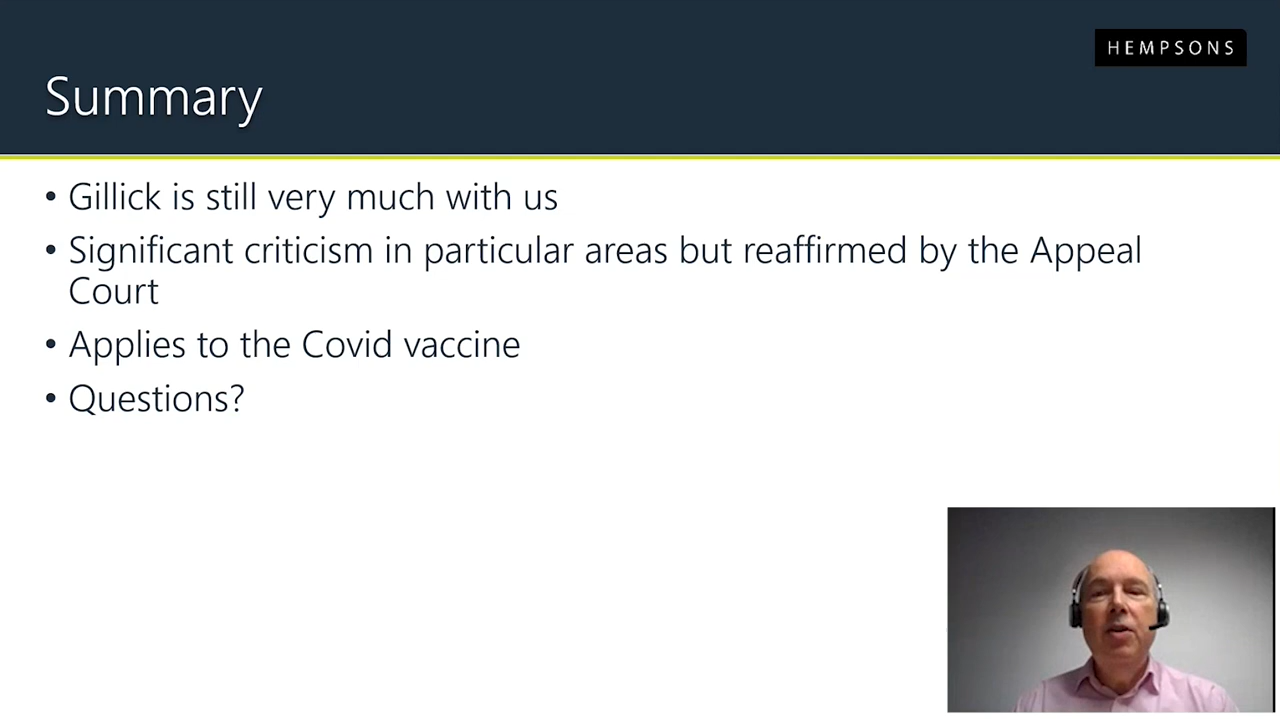 HEMPSONS
Summary
• Gillick is still very much with us
• Significant criticism in particular areas but reaffirmed by the Appeal
Court
• Applies to the Covid vaccine
• Questions?